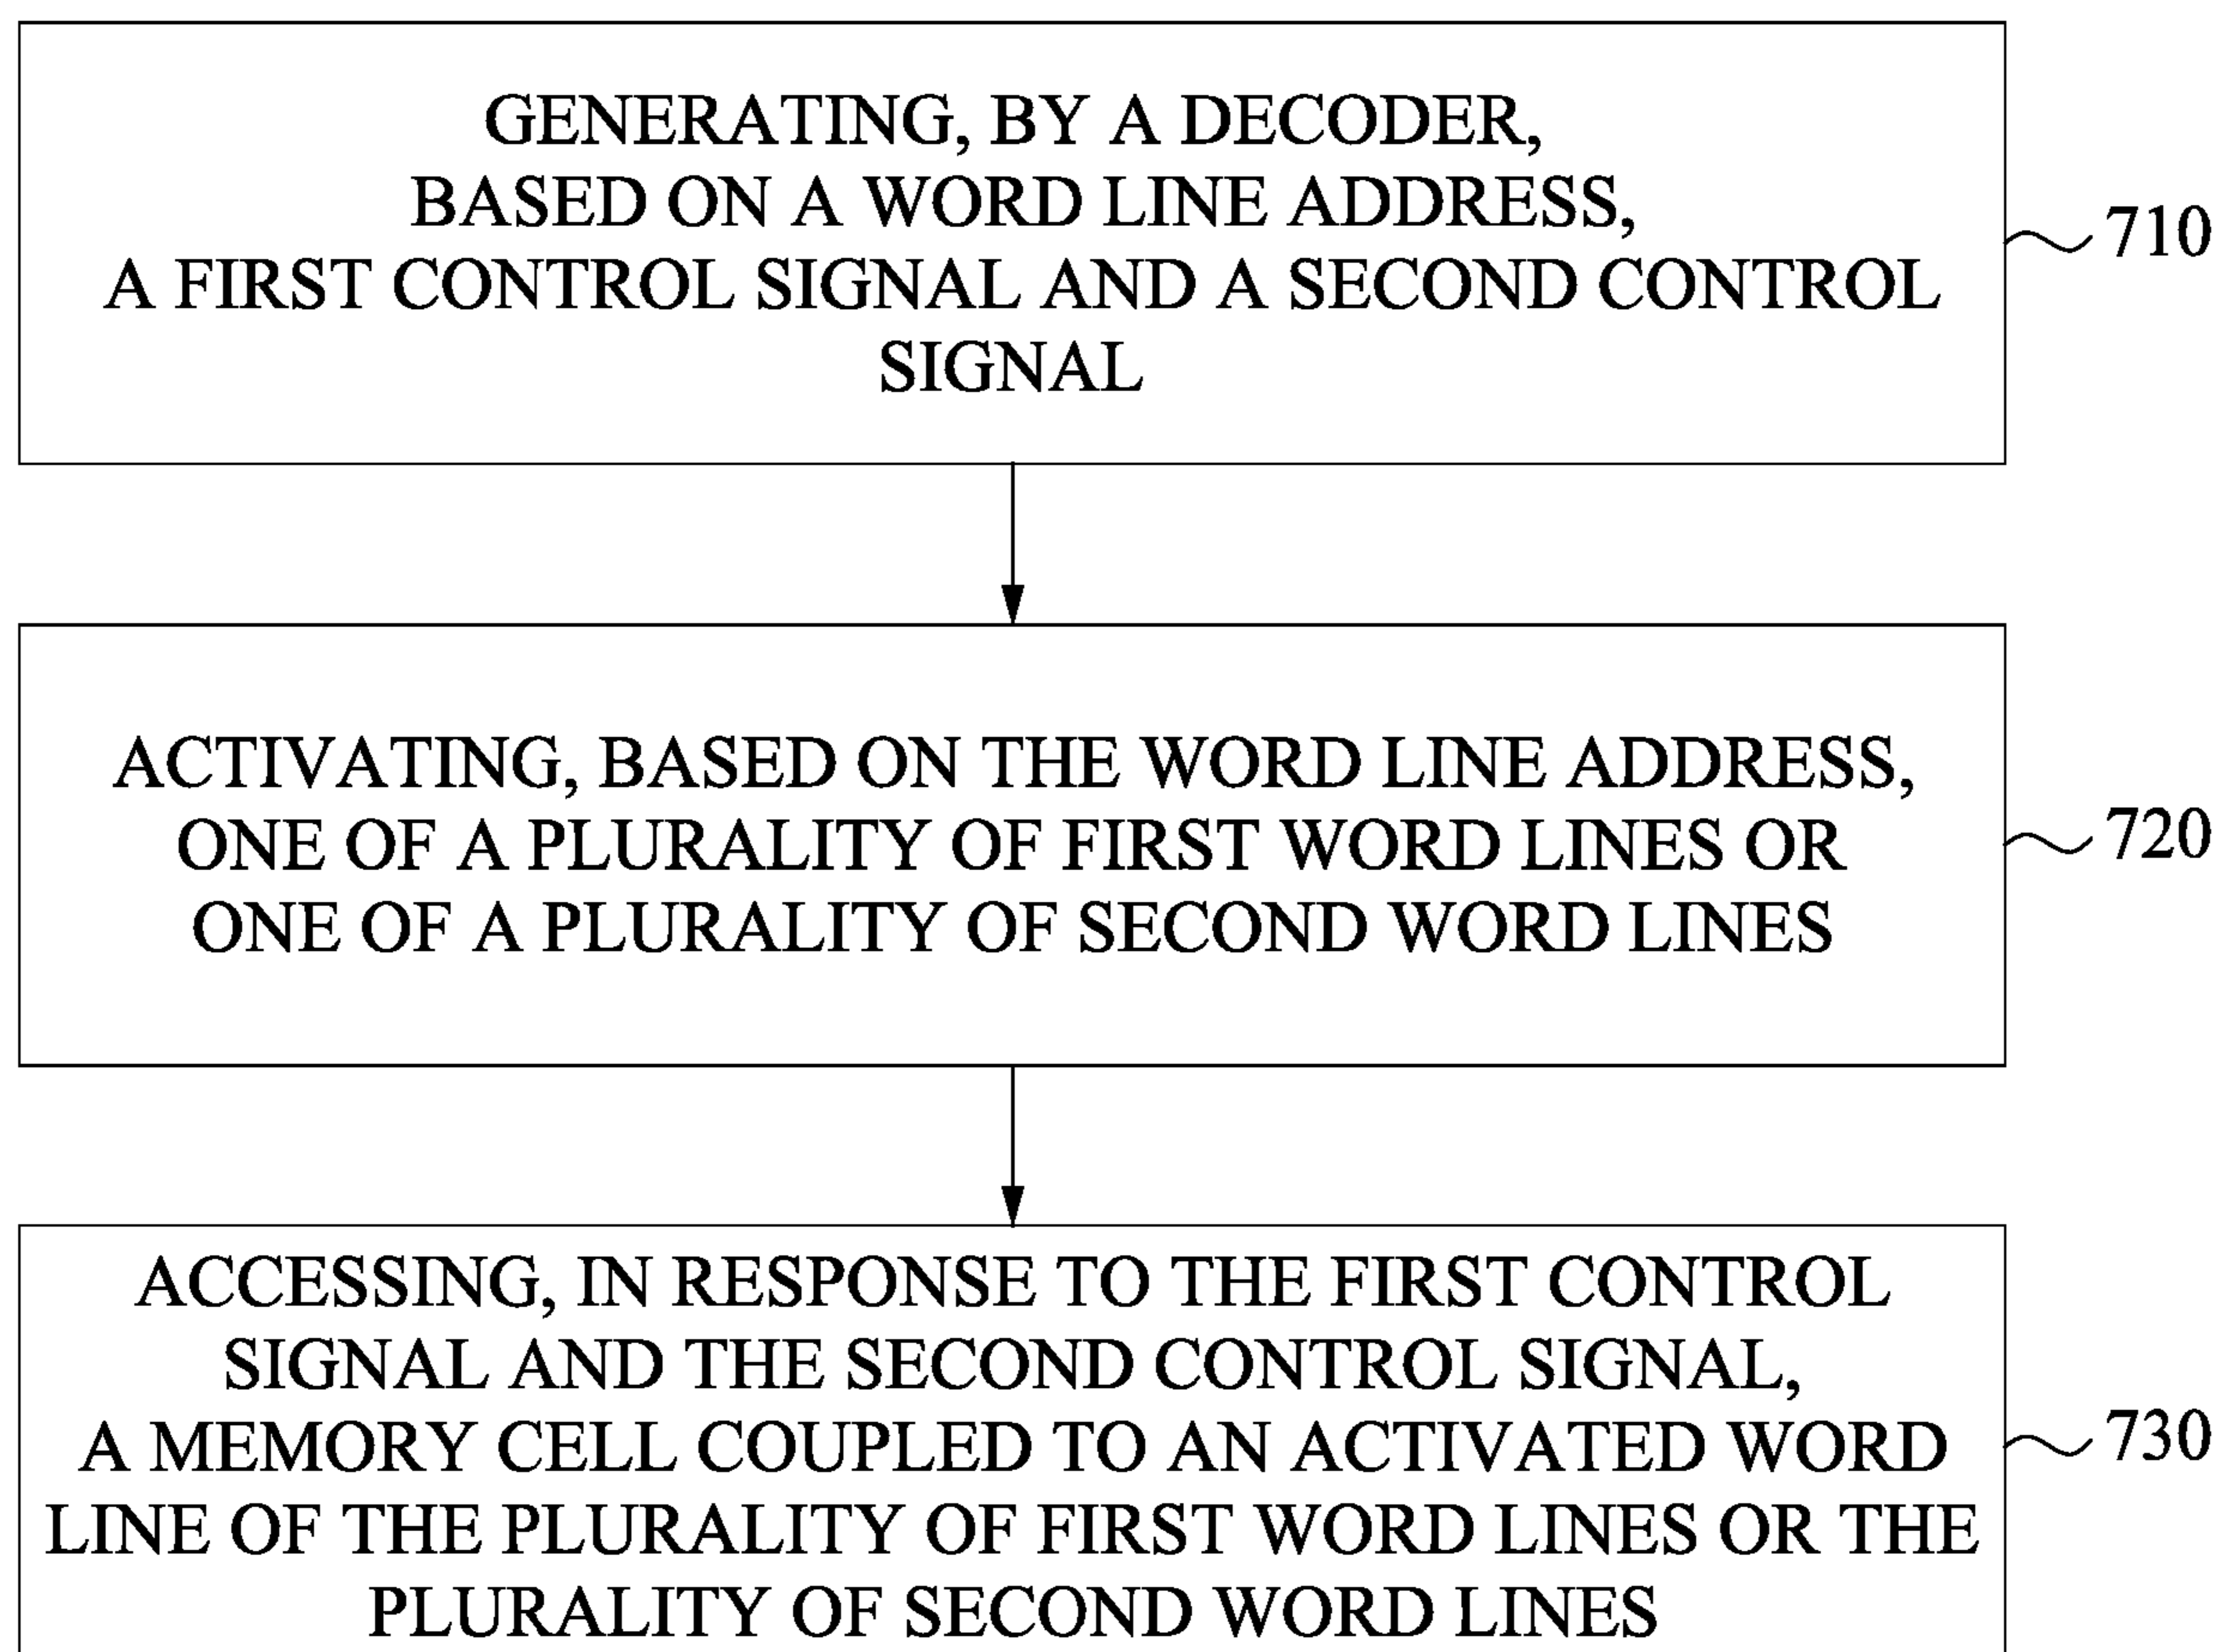 GENERATING, BY A DECODER,
BASED ON A WORD LINE ADDRESS,
A FIRST CONTROL SIGNAL AND A SECOND CONTROL
SIGNAL
710
ACTIVATING, BASED ON THE WORD LINE ADDRESS,
ONE OF A PLURALITY OF FIRST WORD LINES OR
ONE OF A PLURALITY OF SECOND WORD LINES
720
ACCESSING, IN RESPONSE TO THE FIRST CONTROL
SIGNAL AND THE SECOND CONTROL SIGNAL,
A MEMORY CELL COUPLED TO AN ACTIVATED WORD
LINE OF THE PLURALITY OF FIRST WORD LINES OR THE
PLURALITY OF SECOND WORD LINES
730